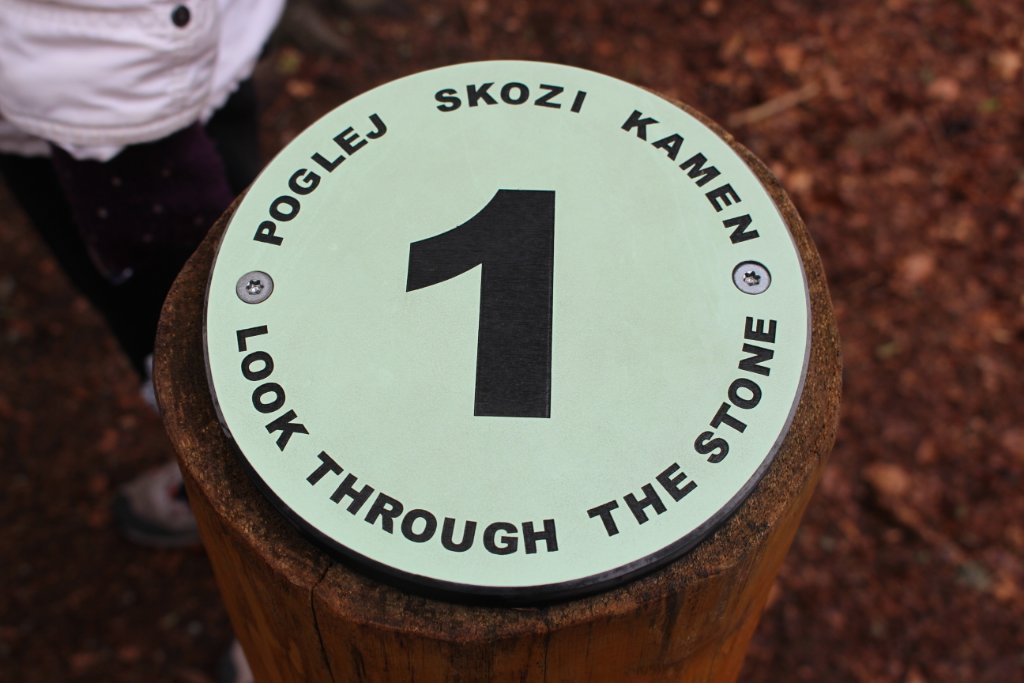 POGLEJ SKOZI KAMEN
1
LOOK THROUGH THE STONE